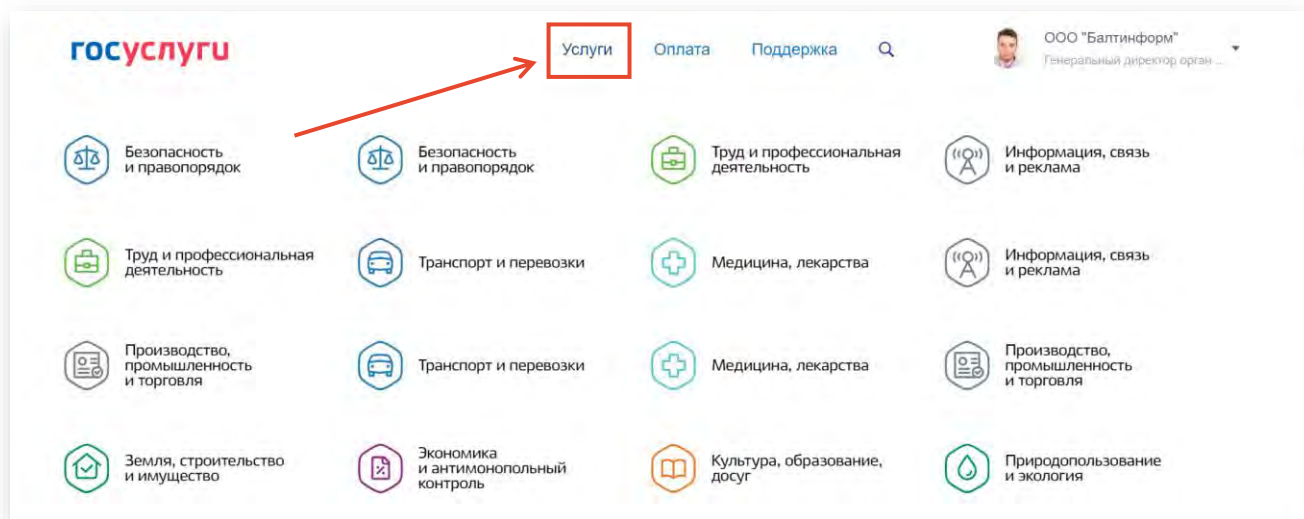 госуслуги
Услуги Оплата Поддержка
ООО "Балтинформ"
Генеральный директор орган ...
Безопасность
и правопорядок
Безопасность
и правопорядок
Труд и профессиональная
деятельность
Информация, связь
и реклама
Труд и профессиональная
деятельность
Транспорт и перевозки
Медицина, лекарства
Информация, связь
и реклама
Производство,
промышленность
и торговля
Транспорт и перевозки
Медицина, лекарства
Производство,
промышленность
и торговля
Земля, строительство
и имущество
Экономика
и антимонопольный
контроль
Культура, образование,
досуг
Природопользование
и экология